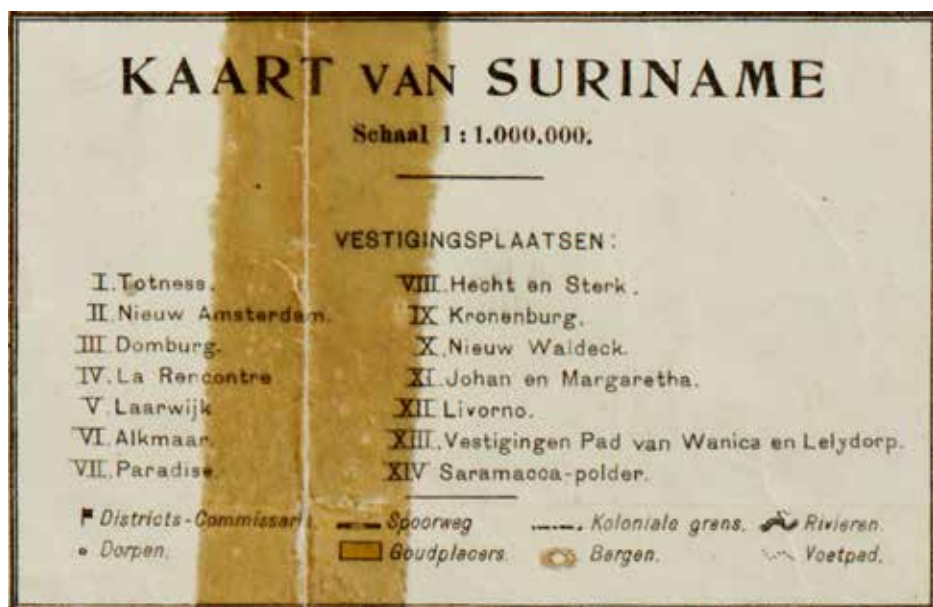 KAART VAN SURINAME
Schaal 1 : 1.000.000.
VESTIGINGSPLAATSEN :
I. Totness.
II. Nieuw Amsterdam.
III. Domburg.
IV. La Rencontre
V. Laarwijk
VI. Alkmaar.
VII. Paradise.
VIII. Hecht en Sterk.
IX Kronenburg.
X. Nieuw Waldeck.
XI. Johan en Margaretha.
XII Livorno.
XIII. Vestigingen Pad van Wanica en Lelydorp.
XIV Saramacca-polder.
Districts-Commissaris. Spoorweg Koloniale grens. Rivieren.
Dorpen. Goudplacers. Bergen. Voetpad.